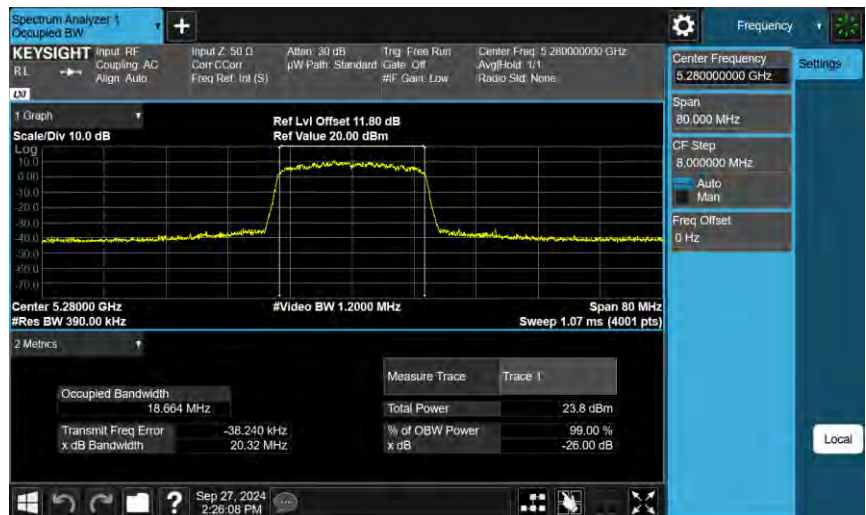 Spectrum Analyzer 1
Occupied BW
+
Frequency
KEYSIGHT
RL
LXI
Input: RF
Coupling: AC
Align: Auto
Input Z: 50 Ω
Corr CCorr
Freq Ref: Int (S)
Atten: 30 dB
µW Path: Standard
Trig: Free Run
Gate: Off
#IF Gain: Low
Center Freq: 5.280000000 GHz
Avg|Hold: 1/1
Radio Std: None
Center Frequency
5.280000000 GHz
Settings
Span
80.000 MHz
CF Step
8.000000 MHz
Auto
Man
Freq Offset
0 Hz
Local
1 Graph
Scale/Div 10.0 dB
Ref Lvl Offset 11.80 dB
Ref Value 20.00 dBm
Log
10.0
0.00
-10.0
-20.0
-30.0
-40.0
-50.0
-60.0
-70.0
Center 5.28000 GHz
#Video BW 1.2000 MHz
Span 80 MHz
#Res BW 390.00 kHz
Sweep 1.07 ms (4001 pts)
2 Metrics
Measure Trace Trace 1
Occupied Bandwidth
18.664 MHz
Total Power 23.8 dBm
Transmit Freq Error -38.240 kHz
% of OBW Power 99.00 %
x dB Bandwidth 20.32 MHz
x dB -26.00 dB
?
Sep 27, 2024
2:26:08 PM